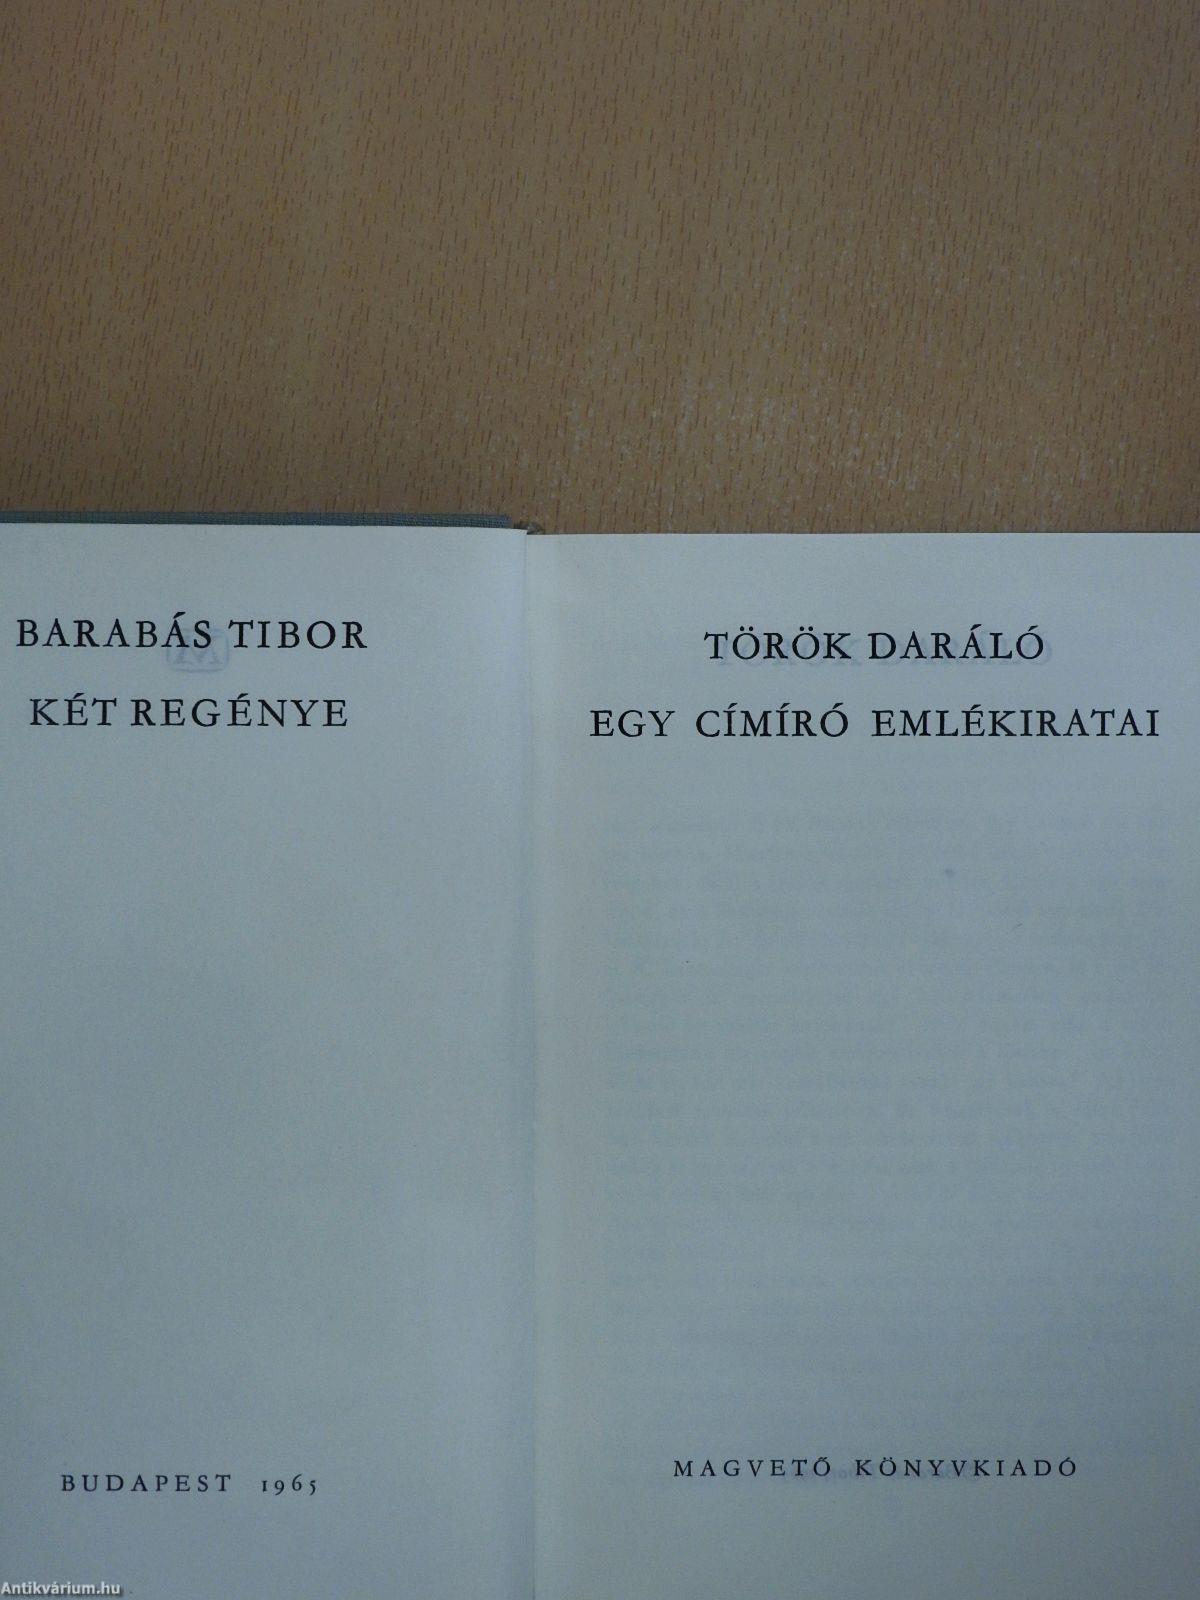 BARABÁS TIBOR
KÉT REGÉNYE
BUDAPEST 1965
TÖRÖK DARÁLÓ
EGY CÍMÍRÓ EMLÉKIRATAI
MAGVETŐ KÖNYVKIADÓ
Antikvárium.hu